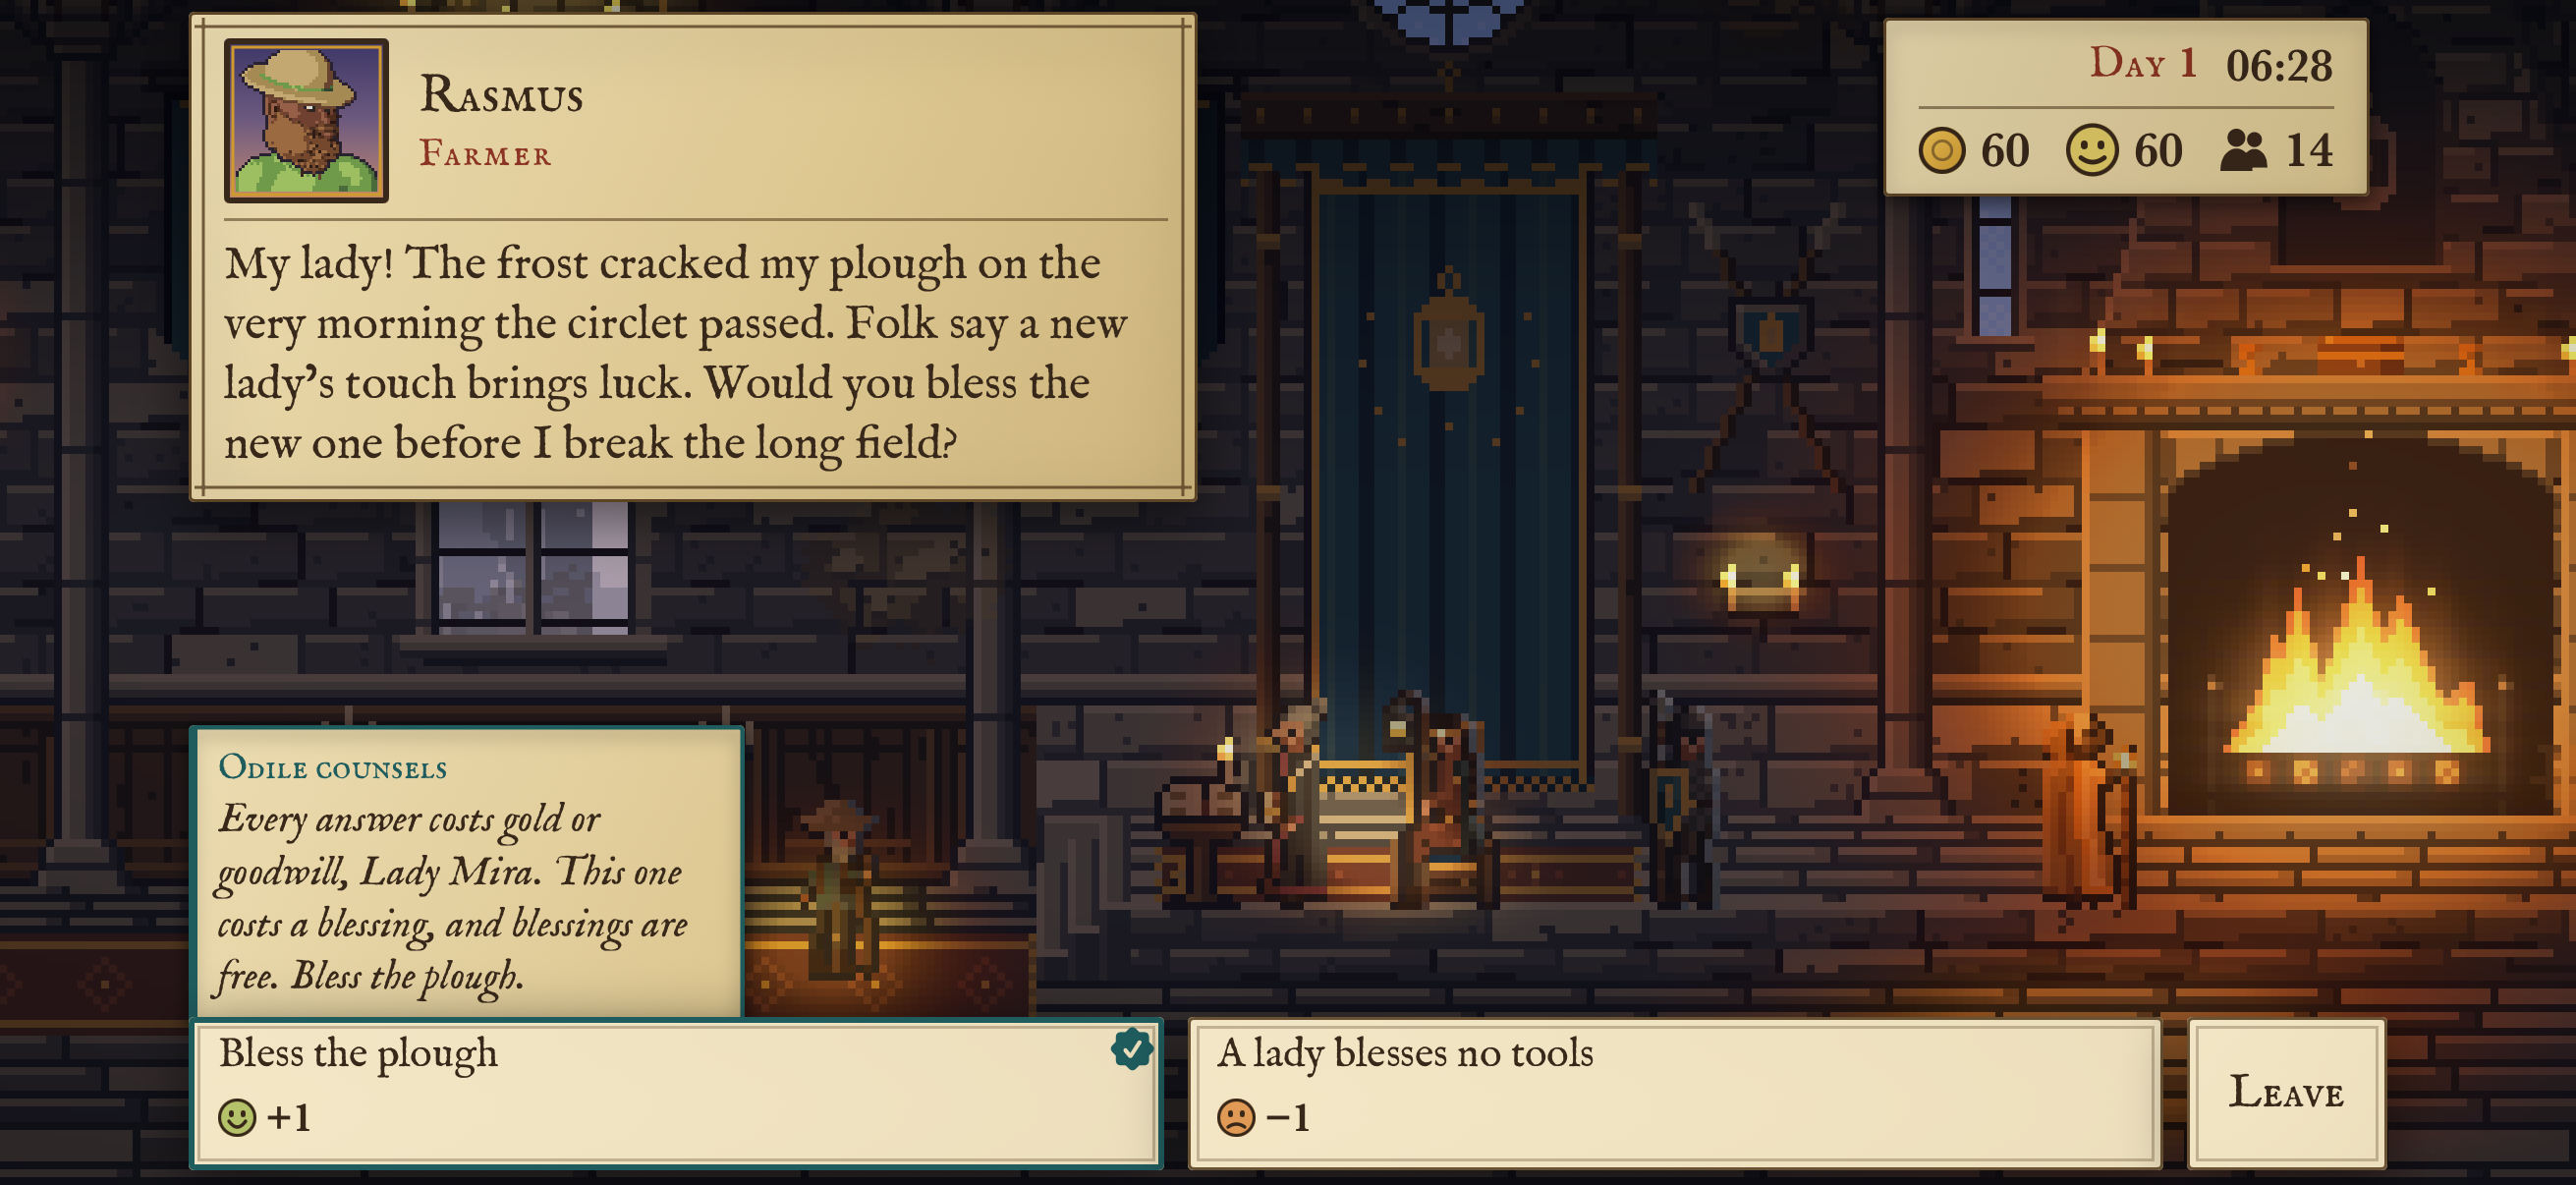 Rasmus
Farmer
My lady! The frost cracked my plough on the
very morning the circlet passed. Folk say a new
lady’s touch brings luck. Would you bless the
new one before I break the long field?
Day 1 06:28
60 60 14
Odile counsels
Every answer costs gold or
goodwill, Lady Mira. This one
costs a blessing, and blessings are
free. Bless the plough.
Bless the plough
+1
A lady blesses no tools
−1
Leave